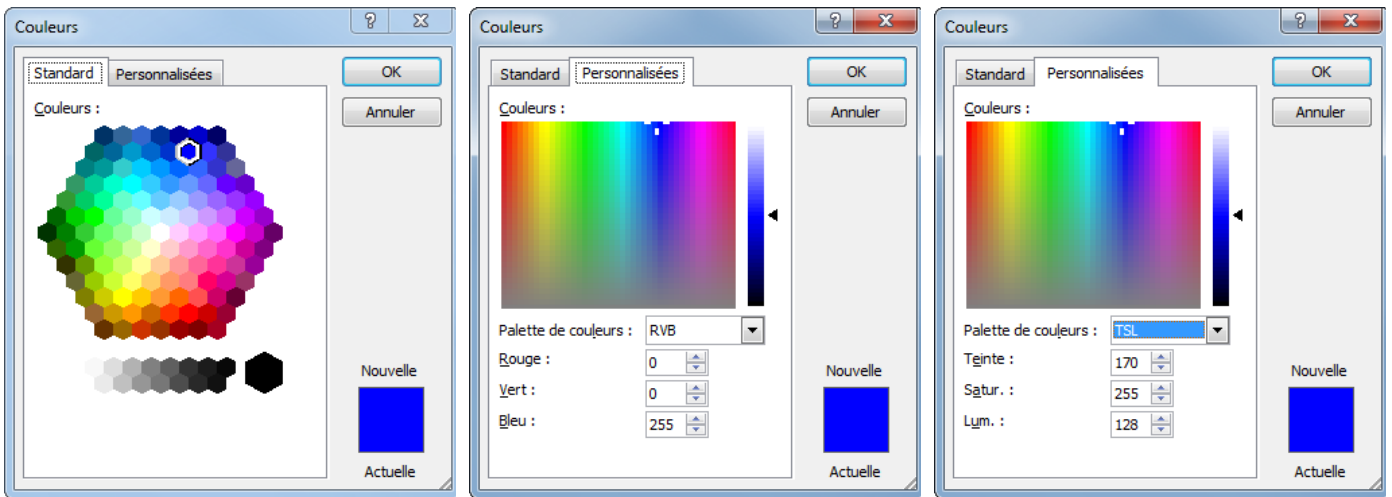 Couleurs
Standard
Personnalisées
OK
Annuler
Couleurs :
Nouvelle
Actuelle
Couleurs
Standard
Personnalisées
OK
Annuler
Couleurs :
Palette de couleurs :
RVB
Rouge :
0
Vert :
0
Bleu :
255
Nouvelle
Actuelle
Couleurs
Standard
Personnalisées
OK
Annuler
Couleurs :
Palette de couleurs :
TSL
Teinte :
170
Satur. :
255
Lum. :
128
Nouvelle
Actuelle